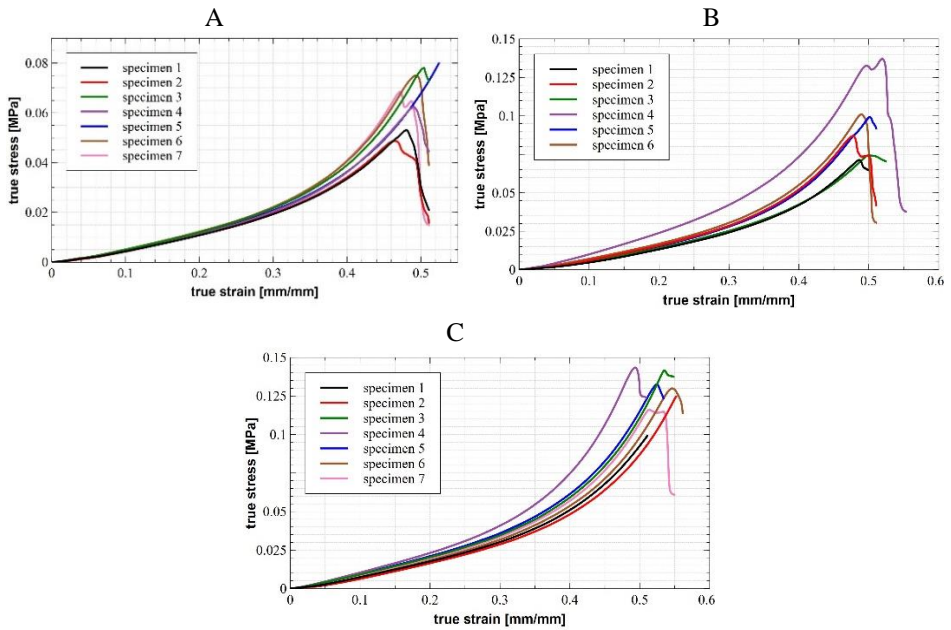 A
B
0.08
0.06
0.04
0.02
0
true stress [MPa]
specimen 1
specimen 2
specimen 3
specimen 4
specimen 5
specimen 6
specimen 7
0.1
0.2
0.3
0.4
0.5
true strain [mm/mm]
0.15
0.125
0.1
0.075
0.05
0.025
0
true stress [Mpa]
specimen 1
specimen 2
specimen 3
specimen 4
specimen 5
specimen 6
0
0.1
0.2
0.3
0.4
0.5
0.6
true strain [mm/mm]
C
0.15
0.125
0.1
0.075
0.05
0.025
0
true stress [MPa]
specimen 1
specimen 2
specimen 3
specimen 4
specimen 5
specimen 6
specimen 7
0
0.1
0.2
0.3
0.4
0.5
0.6
true strain [mm/mm]